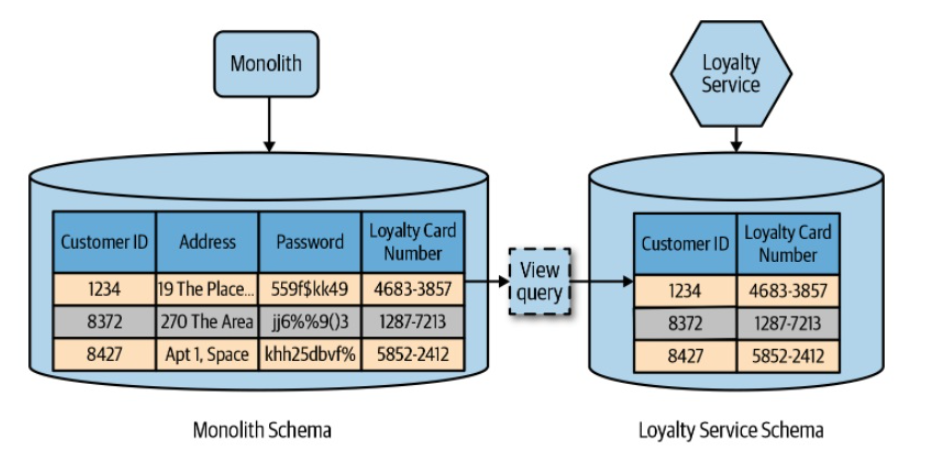 Monolith
Loyalty
Service
Customer ID Address Password Loyalty Card
Number
1234 19 The Place... 559f$kk49 4683-3857
8372 270 The Area jj6%%9()3 1287-7213
8427 Apt 1, Space khh25dbvf% 5852-2412
View
query
Customer ID Loyalty Card
Number
1234 4683-3857
8372 1287-7213
8427 5852-2412
Monolith Schema
Loyalty Service Schema